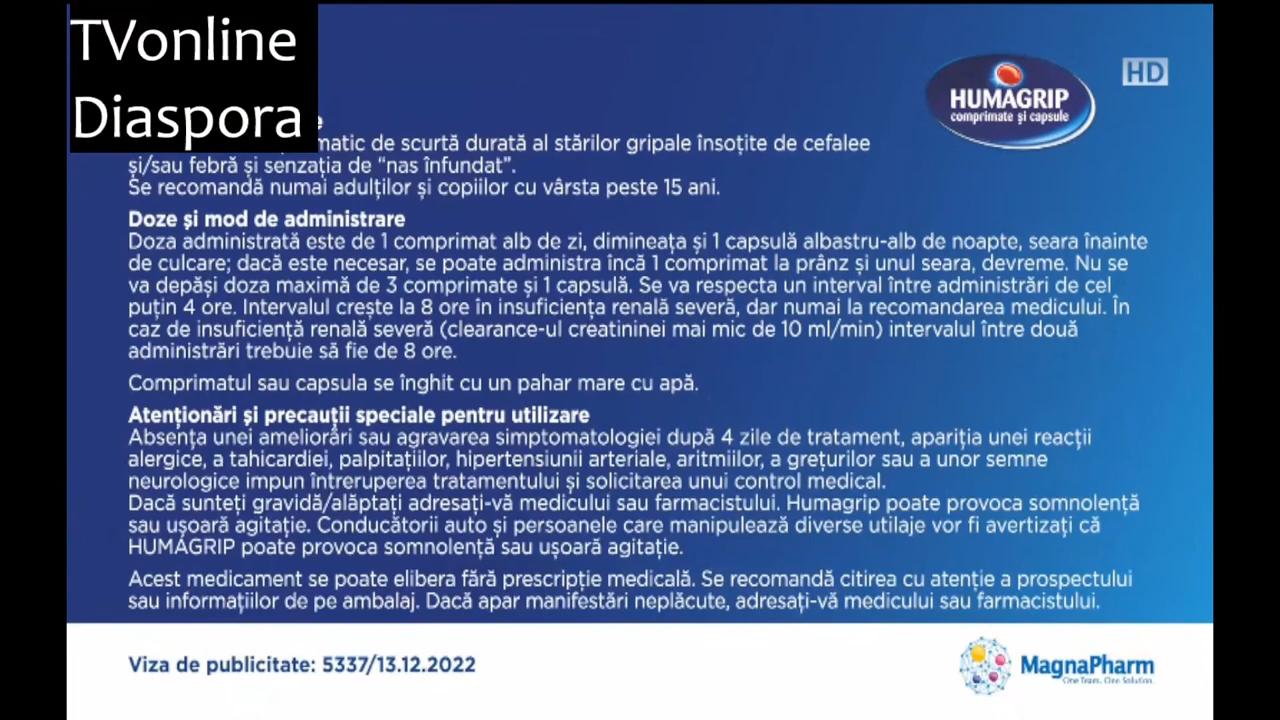 TVonline
Diaspora
HD
HUMAGRIP
comprimate și capsule
de scurtă durată al stărilor gripale însoțite de cefalee
și/sau febră și senzația de “nas înfundat”.
Se recomandă numai adulților și copiilor cu vârsta peste 15 ani.
Doze și mod de administrare
Doza administrată este de 1 comprimat alb de zi, dimineața și 1 capsulă albastru-alb de noapte, seara înainte
de culcare; dacă este necesar, se poate administra încă 1 comprimat la prânz și unul seara, devreme. Nu se
va depăși doza maximă de 3 comprimate și 1 capsulă. Se va respecta un interval între administrări de cel
puțin 4 ore. Intervalul crește la 8 ore în insuficiența renală severă, dar numai la recomandarea medicului. În
caz de insuficiență renală severă (clearance-ul creatininei mai mic de 10 ml/min) intervalul între două
administrări trebuie să fie de 8 ore.
Comprimatul sau capsula se înghit cu un pahar mare cu apă.
Atenționări și precauții speciale pentru utilizare
Absența unei ameliorări sau agravarea simptomatologiei după 4 zile de tratament, apariția unei reacții
alergice, a tahicardiei, palpitațiilor, hipertensiunii arteriale, aritmiilor, a grețurilor sau a unor semne
neurologice impun întreruperea tratamentului și solicitarea unui control medical.
Dacă sunteți gravidă/alăptați adresați-vă medicului sau farmacistului. Humagrip poate provoca somnolență
sau ușoară agitație. Conducătorii auto și persoanele care manipulează diverse utilaje vor fi avertizați că
HUMAGRIP poate provoca somnolență sau ușoară agitație.
Acest medicament se poate elibera fără prescripție medicală. Se recomandă citirea cu atenție a prospectului
sau informațiilor de pe ambalaj. Dacă apar manifestări neplăcute, adresați-vă medicului sau farmacistului.
Viza de publicitate: 5337/13.12.2022
MagnaPharm
One Team. One Solution.